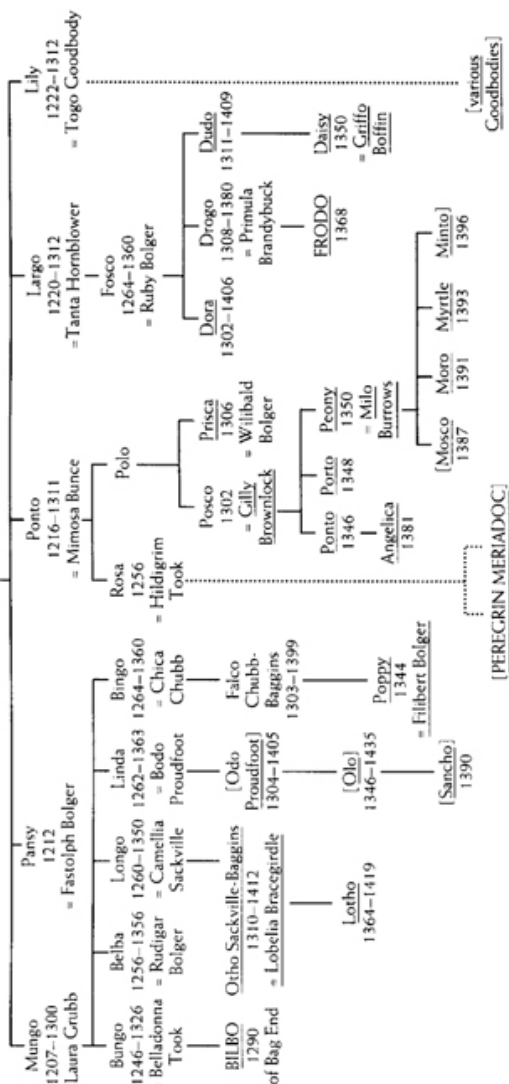 Mungo
1207–1300
Laura Grubb
Pansy
1212
= Fastolph Bolger
Ponto
1216–1311
= Mimosa Bunce
Largo
1220–1312
=Tanta Hornblower
Lily
1222–1312
= Togo Goodbody
Bungo
1246–1326
Belladonna
Took
Belba
1256–1356
= Rudigar
Bolger
Longo
1260–1350
= Camellia
Sackville
Linda
1262–1363
= Bodo
Proudfoot
Bingo
1264–1360
= Chica
Chubb
Rosa
1256
= Hildigrim
Took
Polo
Fosco
1264–1360
= Ruby Bolger
BILBO
1290
of Bag End
Otho Sackville-Baggins
1310–1412
= Lobelia Bracegirdle
[Odo
Proudfoot]
1304–1405
Falco
Chubb-
Baggins
1303–1399
Posco
1302
= Gilly
Brownlock
Prisca
1306
= Wilibald
Bolger
Dora
1302–1406
Drogo
1308–1380
= Primula
Brandybuck
Dudo
1311–1409
Lotho
1364–1419
[Olo]
1346–1435
Poppy
1344
= Filibert Bolger
Ponto
1346
Porto
1348
Peony
1350
= Milo
Burrows
FRODO
1368
Daisy
1350
= Griffo
Boffin
[Sancho]
1390
Angelica
1381
[Mosco
1387
Moro
1391
Myrtle
1393
Minto]
1396
[PEREGRIN MERIADOC]
[various
Goodbodies]